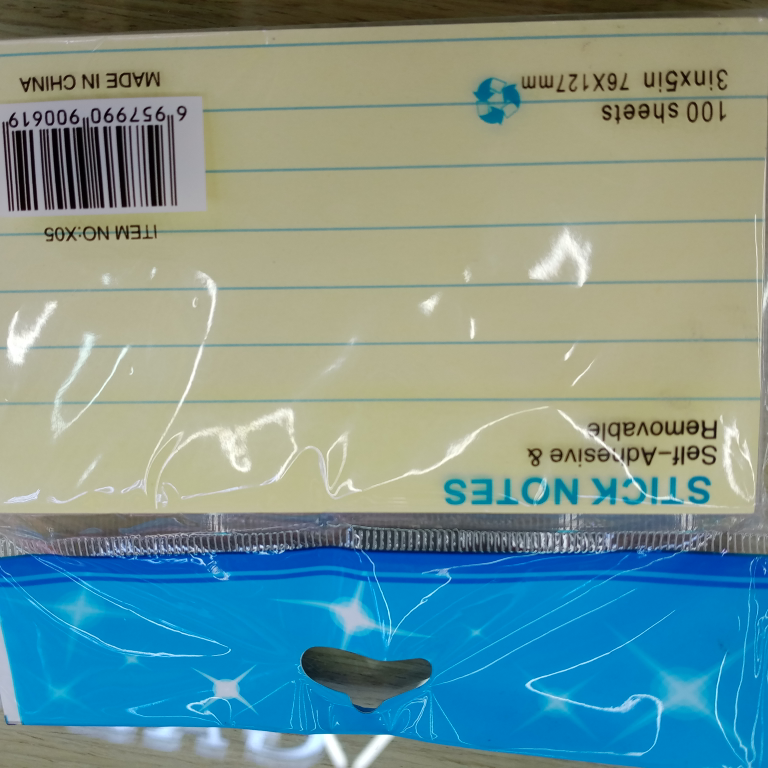 STICK NOTES
Self-Adhesive &
Removable
ITEM NO:X05
6 957990 900619
MADE IN CHINA
100 sheets
3inx5in 76X127mm